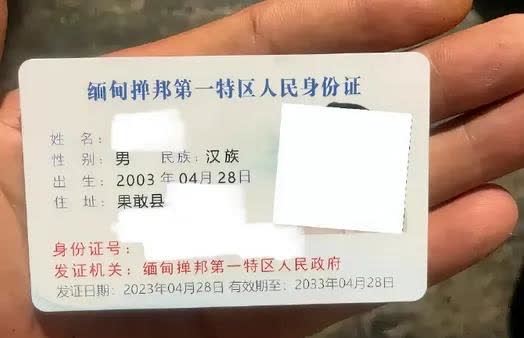 缅甸掸邦第一特区人民身份证
姓 名：
性 别： 男 民族：汉族
出 生： 2003 年 04月 28日
住 址： 果敢县
身份证号：
发证机关：缅甸掸邦第一特区人民政府
发证日期：2023年04月28日 有效期至：2033年04月28日